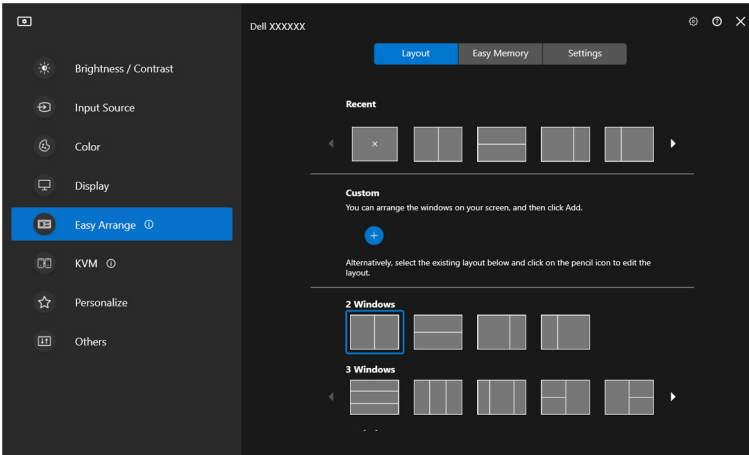 Dell XXXXXX
Brightness / Contrast
Input Source
Color
Display
Easy Arrange
KVM
Personalize
Others
Layout
Easy Memory
Settings
Recent
Custom
You can arrange the windows on your screen, and then click Add.
Alternatively, select the existing layout below and click on the pencil icon to edit the
layout.
2 Windows
3 Windows